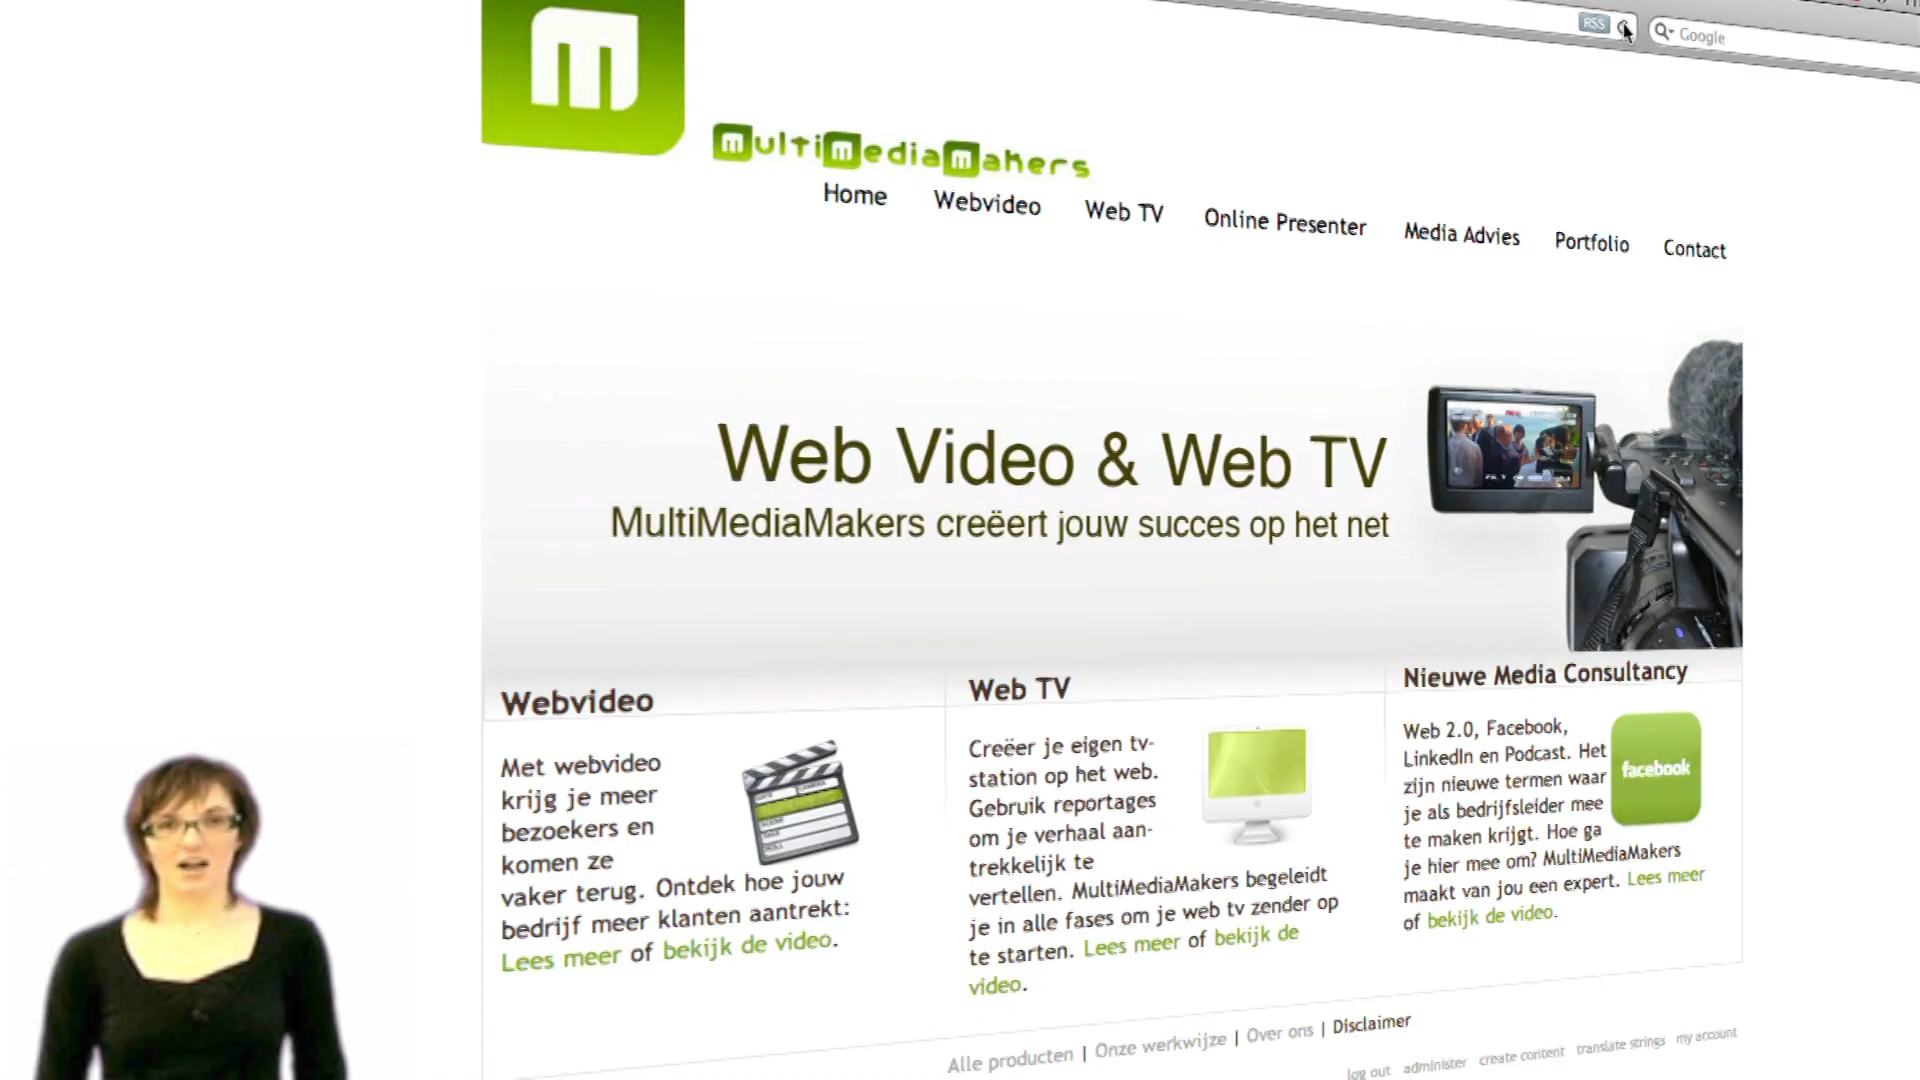 RSS
Google
m
multimediamakers
Home Webvideo Web TV Online Presenter Media Advies Portfolio Contact
Web Video & Web TV
MultiMediaMakers creëert jouw succes op het net
Webvideo
Met webvideo
krijg je meer
bezoekers en
komen ze
vaker terug. Ontdek hoe jouw
bedrijf meer klanten aantrekt:
Lees meer of bekijk de video.
Web TV
Creëer je eigen tv-
station op het web.
Gebruik reportages
om je verhaal aan-
trekkelijk te
vertellen. MultiMediaMakers begeleidt
je in alle fases om je web tv zender op
te starten. Lees meer of bekijk de
video.
Nieuwe Media Consultancy
Web 2.0, Facebook,
LinkedIn en Podcast. Het
zijn nieuwe termen waar
je als bedrijfsleider mee
te maken krijgt. Hoe ga
je hier mee om? MultiMediaMakers
maakt van jou een expert. Lees meer
of bekijk de video.
facebook
Alle producten | Onze werkwijze | Over ons | Disclaimer
log out administer create content translate strings my account